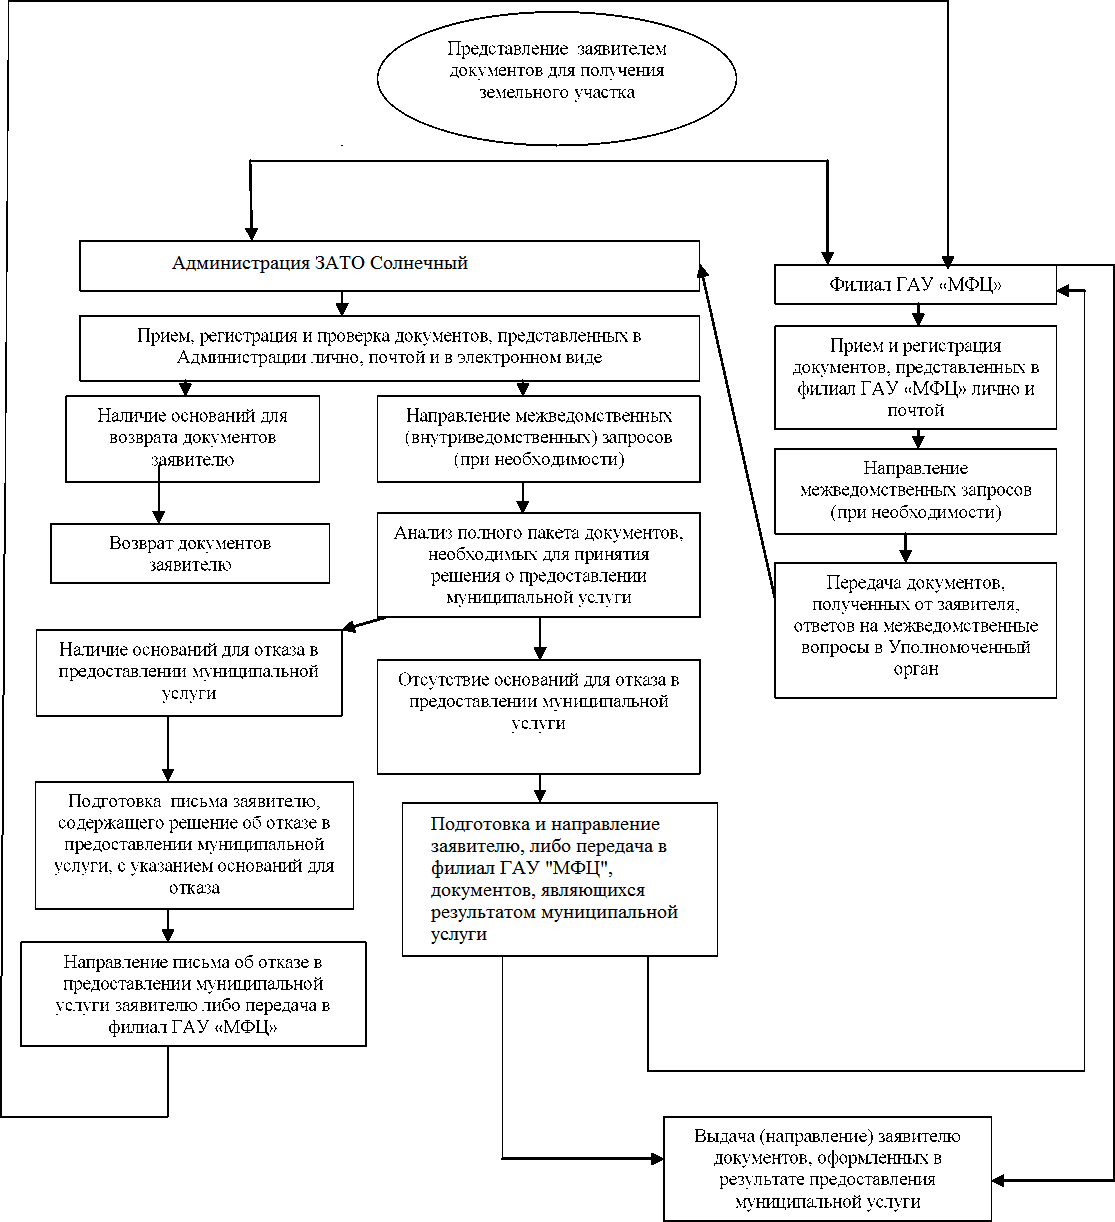 Представление заявителем
документов для получения
земельного участка
Администрация ЗАТО Солнечный
Филиал ГАУ «МФЦ»
Прием, регистрация и проверка документов, представленных в
Администрации лично, почтой и в электронном виде
Прием и регистрация
документов, представленных в
филиал ГАУ «МФЦ» лично и
почтой
Наличие оснований для
возврата документов
заявителю
Направление межведомственных
(внутриведомственных) запросов
(при необходимости)
Направление
межведомственных запросов
(при необходимости)
Возврат документов
заявителю
Анализ полного пакета документов,
необходимых для принятия
решения о предоставлении
муниципальной услуги
Передача документов,
полученных от заявителя,
ответов на межведомственные
вопросы в Уполномоченный
орган
Наличие оснований для отказа в
предоставлении муниципальной
услуги
Отсутствие оснований для отказа в
предоставлении муниципальной
услуги
Подготовка письма заявителю,
содержащего решение об отказе в
предоставлении муниципальной
услуги, с указанием оснований для
отказа
Подготовка и направление
заявителю, либо передача в
филиал ГАУ "МФЦ",
документов, являющихся
результатом муниципальной
услуги
Направление письма об отказе в
предоставлении муниципальной
услуги заявителю либо передача в
филиал ГАУ «МФЦ»
Выдача (направление) заявителю
документов, оформленных в
результате предоставления
муниципальной услуги